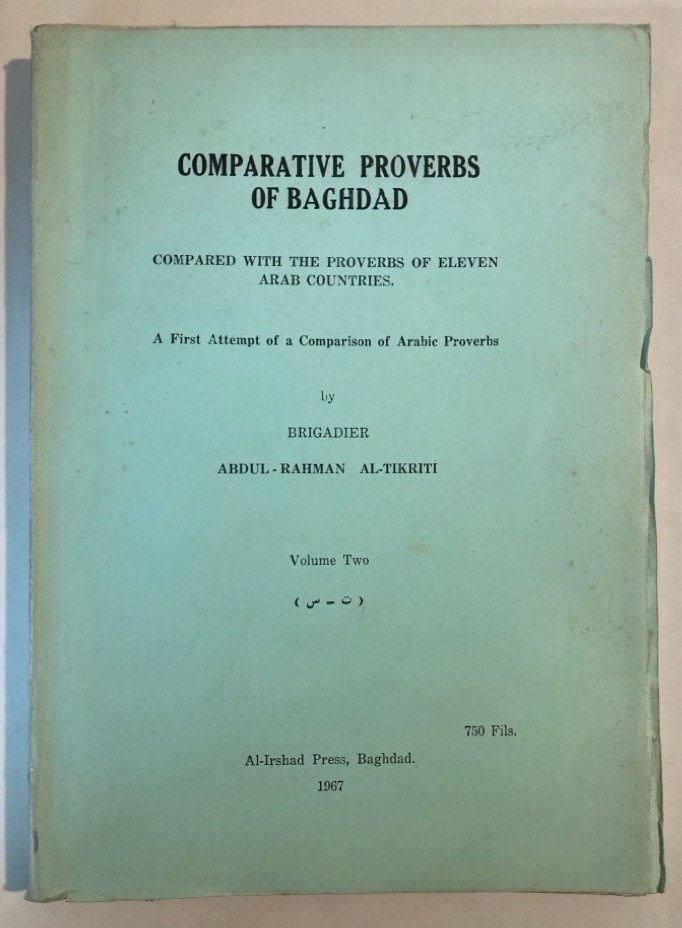 COMPARATIVE PROVERBS
OF BAGHDAD
COMPARED WITH THE PROVERBS OF ELEVEN
ARAB COUNTRIES.
A First Attempt of a Comparison of Arabic Proverbs
by
BRIGADIER
ABDUL - RAHMAN AL-TIKRITI
Volume Two
( ت – س )
750 Fils.
Al-Irshad Press, Baghdad.
1967